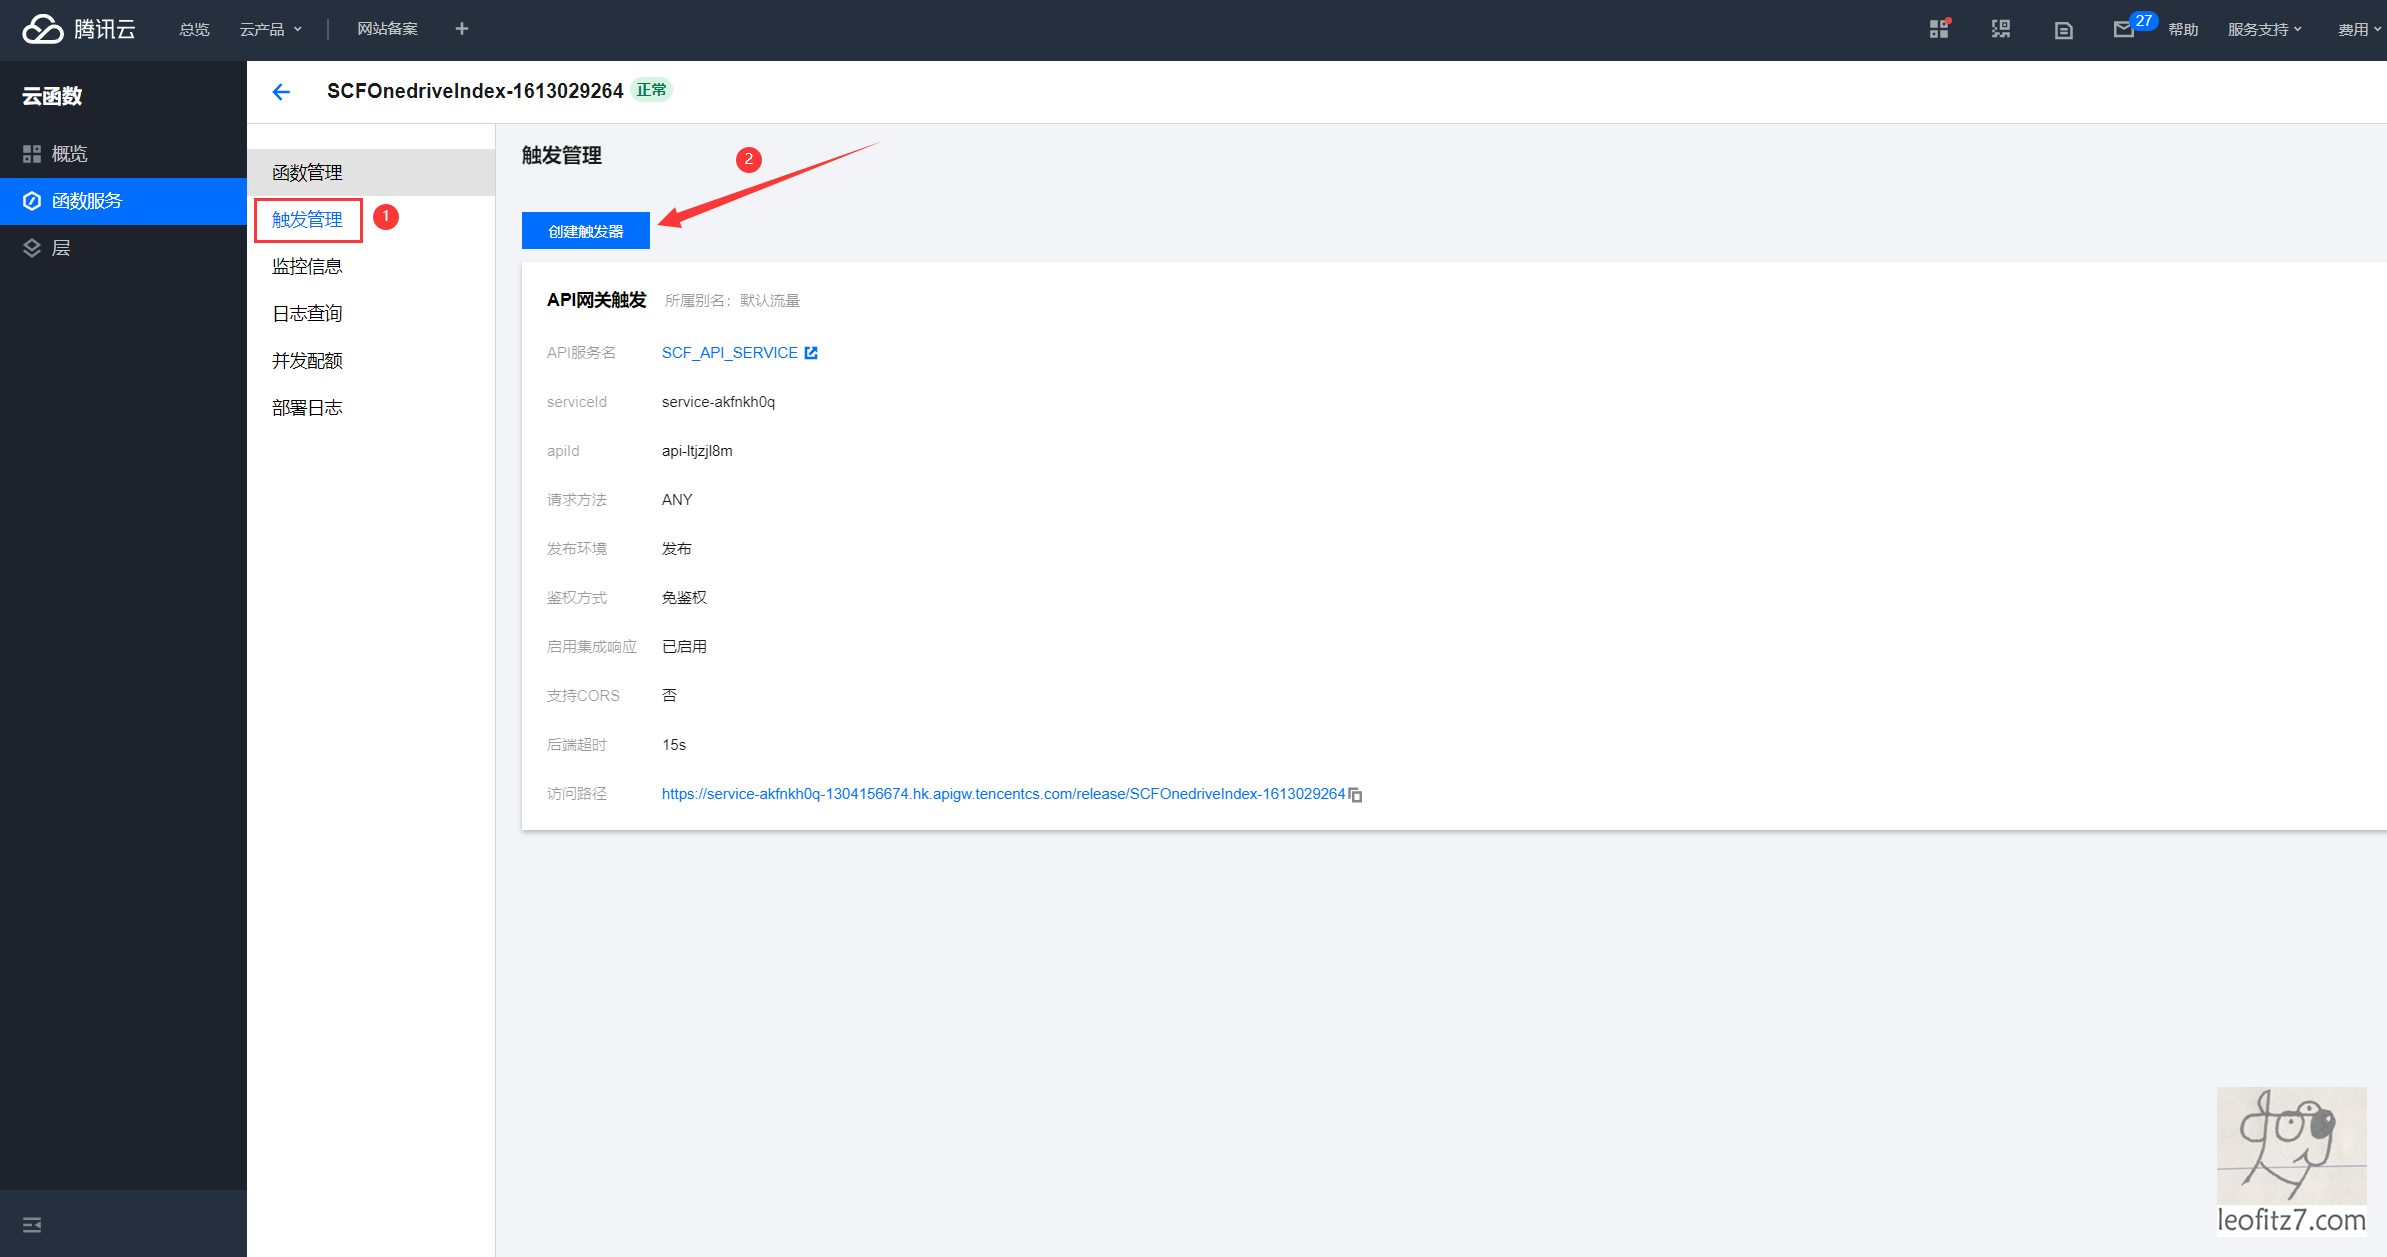 腾讯云
总览
云产品
网站备案
27
帮助
服务支持
费用
云函数
概览
函数服务
层
SCFOnedriveIndex-1613029264
正常
函数管理
触发管理
1
监控信息
日志查询
并发配额
部署日志
触发管理
2
创建触发器
API网关触发 所属别名：默认流量
API服务名 SCF_API_SERVICE
serviceId service-akfnkh0q
apiId api-ltjzjl8m
请求方法 ANY
发布环境 发布
鉴权方式 免鉴权
启用集成响应 已启用
支持CORS 否
后端超时 15s
访问路径 https://service-akfnkh0q-1304156674.hk.apigw.tencentcs.com/release/SCFOnedriveIndex-1613029264
dog
leofitz7.com